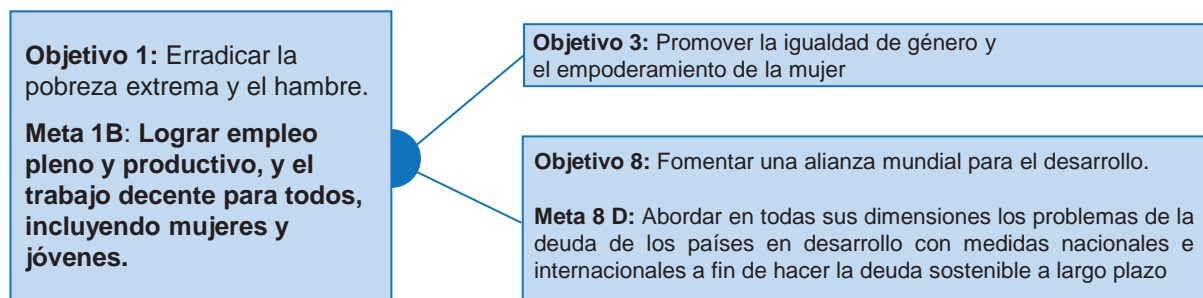 Objetivo 1: Erradicar la
pobreza extrema y el hambre.
Meta 1B: Lograr empleo
pleno y productivo, y el
trabajo decente para todos,
incluyendo mujeres y
jóvenes.
Objetivo 3: Promover la igualdad de género y
el empoderamiento de la mujer
Objetivo 8: Fomentar una alianza mundial para el desarrollo.
Meta 8 D: Abordar en todas sus dimensiones los problemas de la
deuda de los países en desarrollo con medidas nacionales e
internacionales a fin de hacer la deuda sostenible a largo plazo